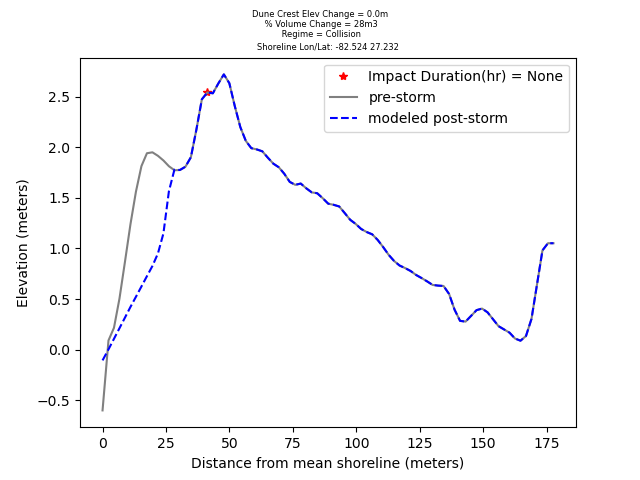 Dune Crest Elev Change = 0.0m
% Volume Change = 28m3
Regime = Collision
Shoreline Lon/Lat: -82.524 27.232
Impact Duration(hr) = None
pre-storm
modeled post-storm
Elevation (meters)
2.5
2.0
1.5
1.0
0.5
0.0
−0.5
0 25 50 75 100 125 150 175
Distance from mean shoreline (meters)